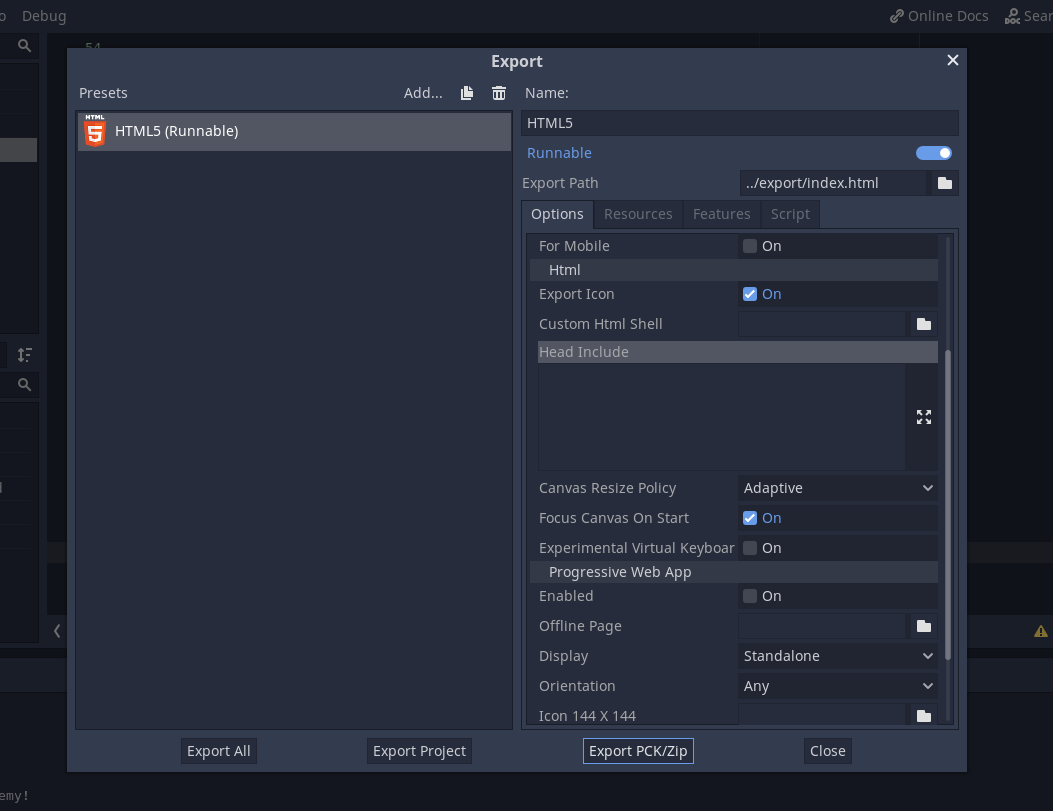 Debug
Online Docs
54
Export
Presets
Add...
Name:
HTML
5
HTML5 (Runnable)
HTML5
Runnable
Export Path
../export/index.html
Options
Resources
Features
Script
For Mobile
On
Html
Export Icon
On
Custom Html Shell
Head Include
Canvas Resize Policy
Adaptive
Focus Canvas On Start
On
Experimental Virtual Keyboar
On
Progressive Web App
Enabled
On
Offline Page
Display
Standalone
Orientation
Any
Icon 144 X 144
Export All
Export Project
Export PCK/Zip
Close
emy!